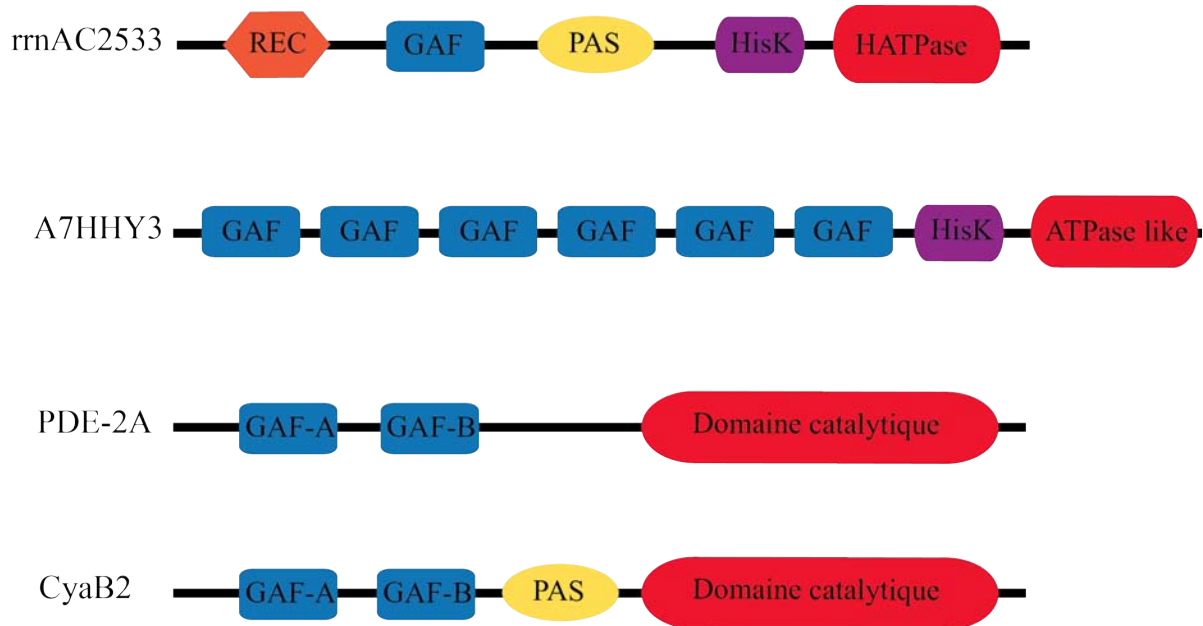 rrnAC2533 REC GAF PAS HisK HATPase
A7HHY3 GAF GAF GAF GAF GAF GAF HisK ATPase like
PDE-2A GAF-A GAF-B Domaine catalytique
CyaB2 GAF-A GAF-B PAS Domaine catalytique